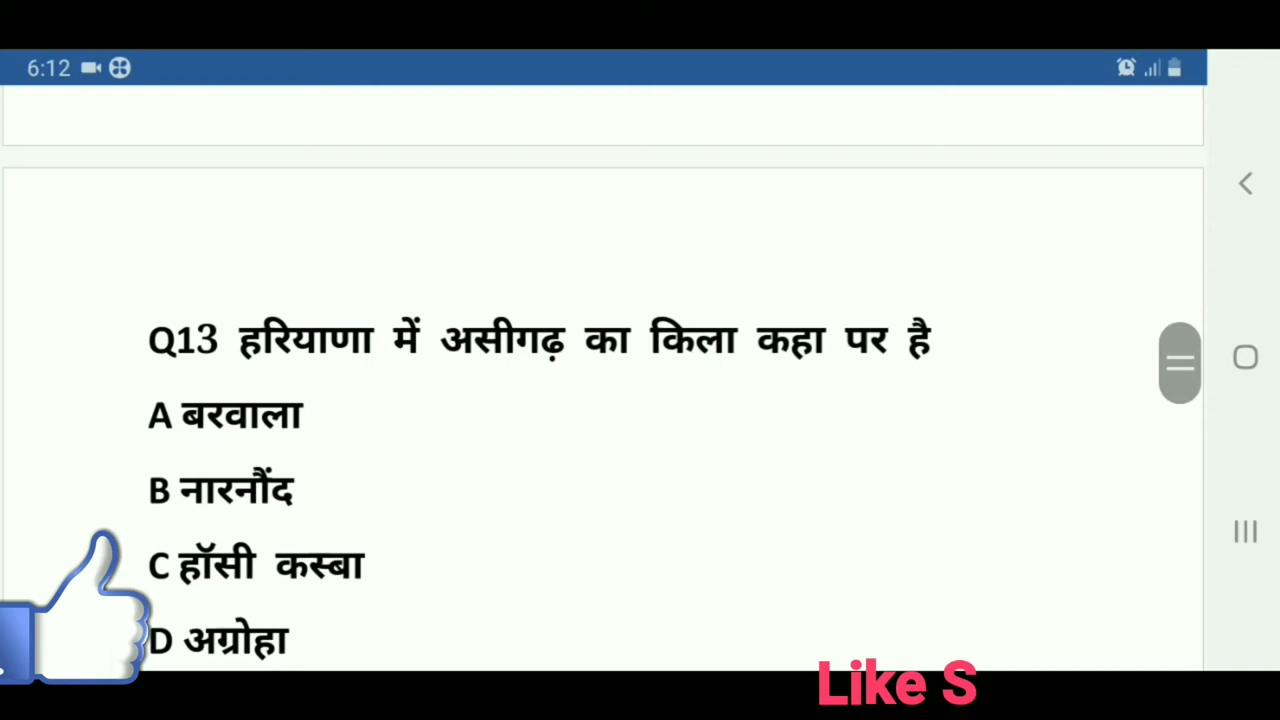 6:12
Q13 हरियाणा में असीगढ़ का किला कहा पर है
A बरवाला
B नारनौंद
C हॉसी कस्बा
D अग्रोहा
Like S